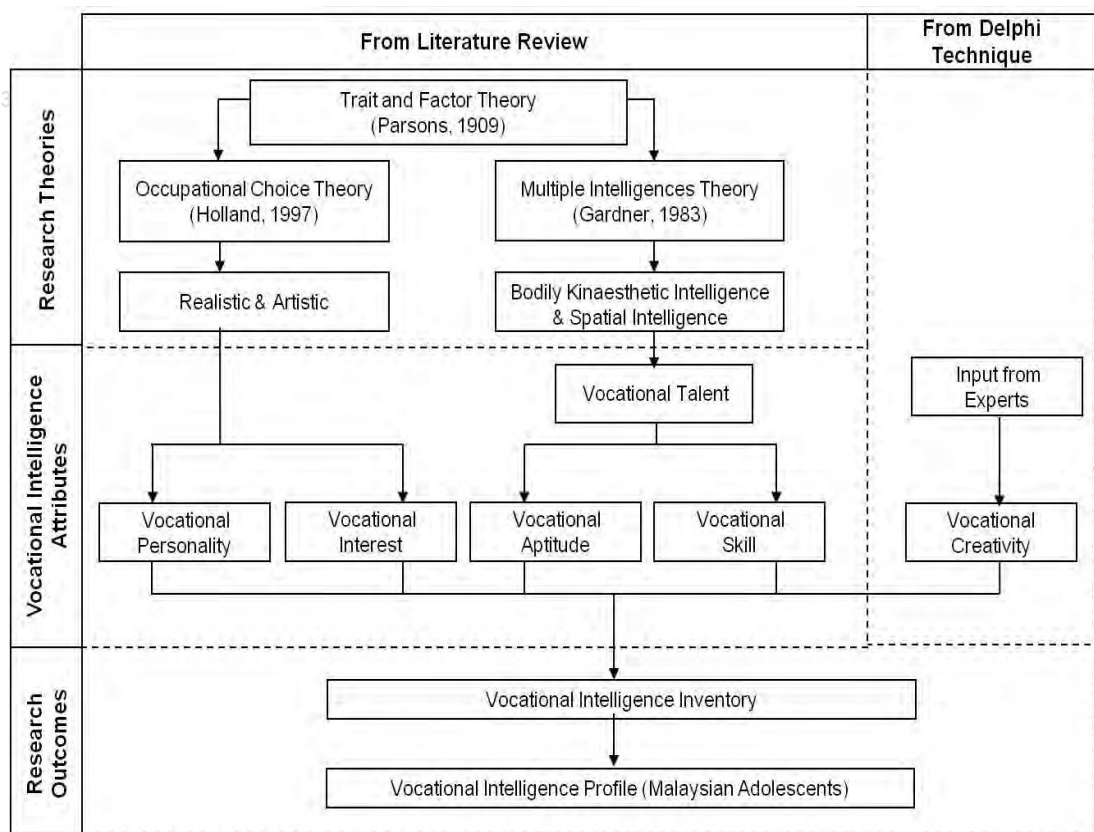 From Literature Review
From Delphi
Technique
3
Research Theories
Trait and Factor Theory
(Parsons, 1909)
Occupational Choice Theory
(Holland, 1997)
Multiple Intelligences Theory
(Gardner, 1983)
Realistic & Artistic
Bodily Kinaesthetic Intelligence
& Spatial Intelligence
Vocational Intelligence
Attributes
Vocational Talent
Input from
Experts
Vocational
Personality
Vocational
Interest
Vocational
Aptitude
Vocational
Skill
Vocational
Creativity
Research
Outcomes
Vocational Intelligence Inventory
Vocational Intelligence Profile (Malaysian Adolescents)